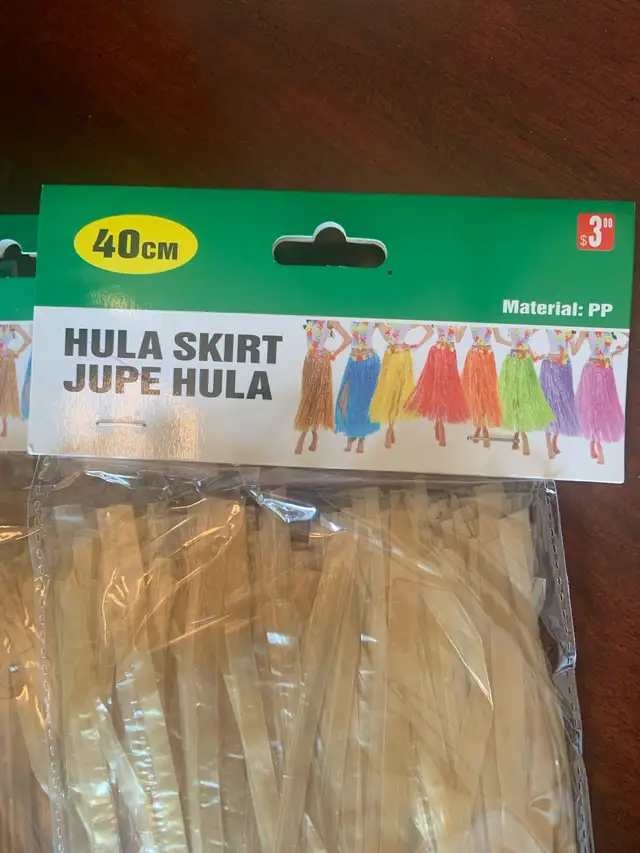 40CM
$3.00
Material: PP
HULA SKIRT
JUPE HULA